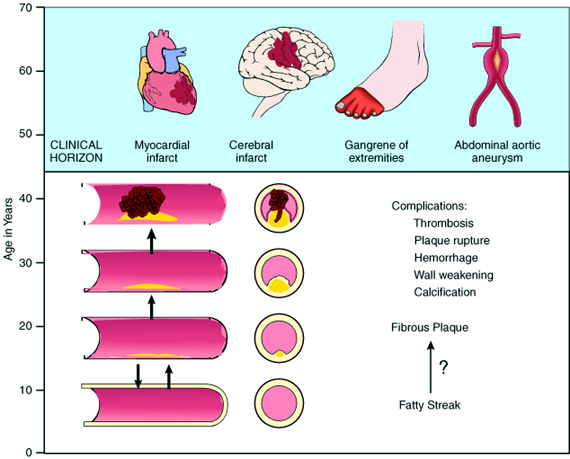 70
60
50
CLINICAL
HORIZON
Myocardial
infarct
Cerebral
infarct
Gangrene of
extremities
Abdominal aortic
aneurysm
Age in Years
40
30
20
10
0
Complications:
Thrombosis
Plaque rupture
Hemorrhage
Wall weakening
Calcification
Fibrous Plaque
?
Fatty Streak